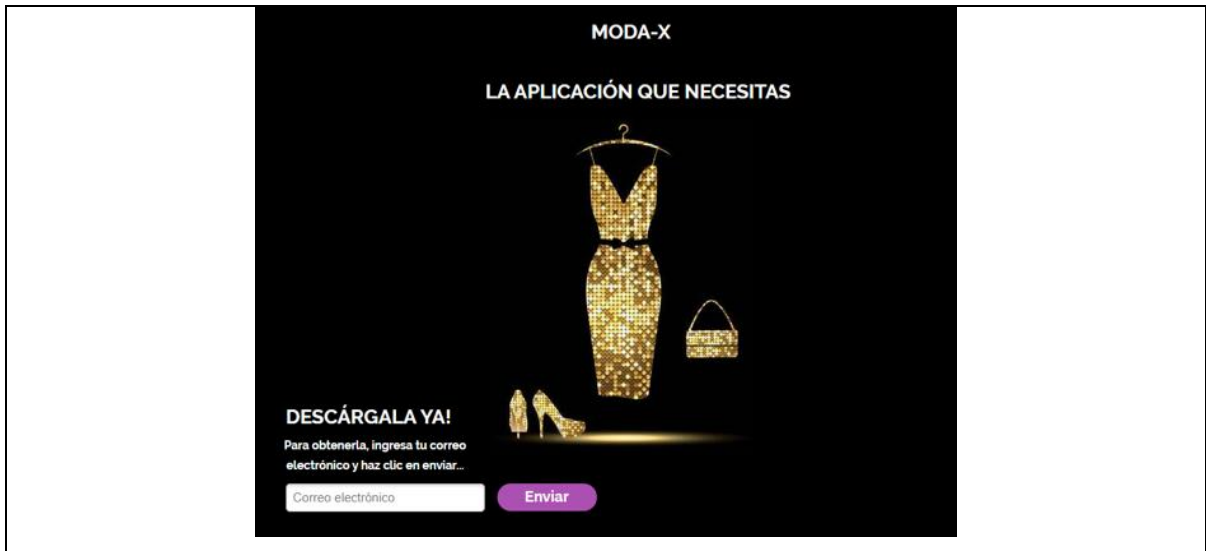 MODA-X
LA APLICACIÓN QUE NECESITAS
DESCÁRGALA YA!
Para obtenerla, ingresa tu correo
electrónico y haz clic en enviar...
Correo electrónico
Enviar